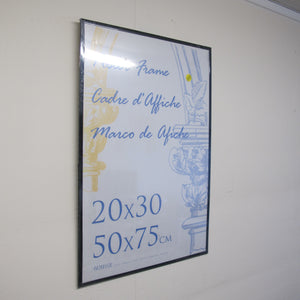 Frame
Cadre d'Affiche
Marco de Afiche
20x30
50x75CM